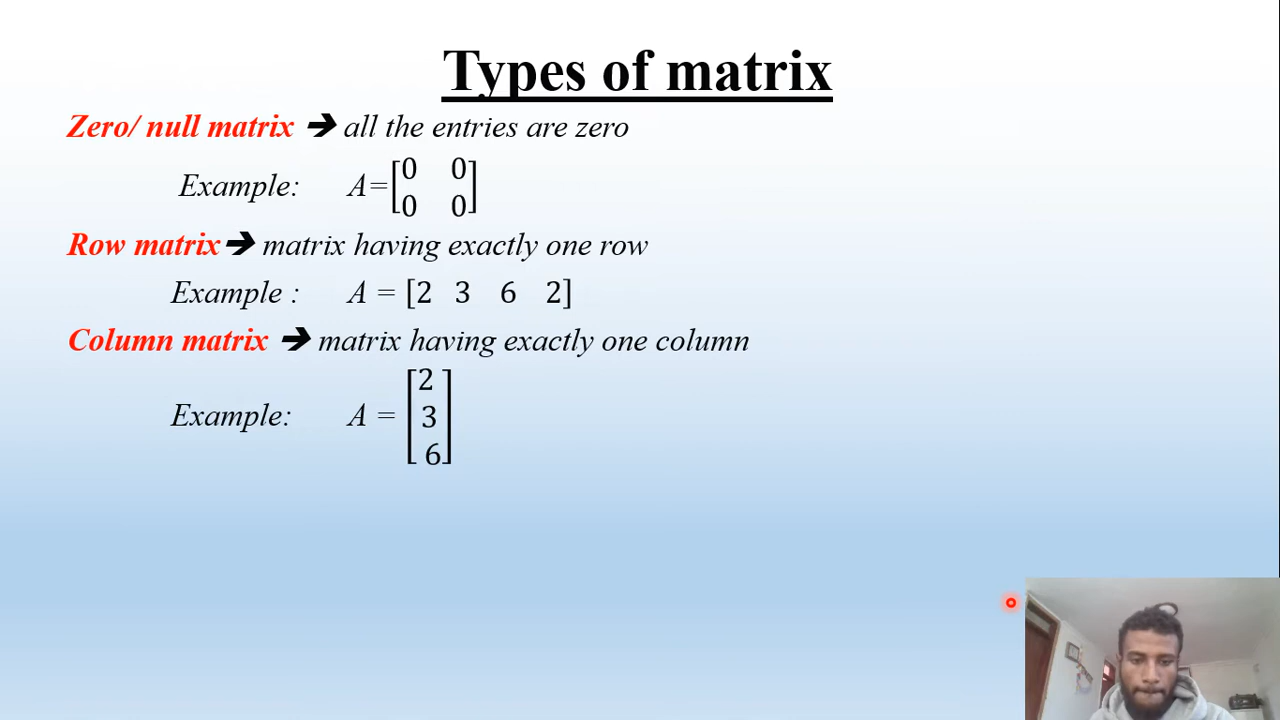 Types of matrix
Zero/ null matrix ➔ all the entries are zero
Example: A=[0 0
0 0]
Row matrix➔ matrix having exactly one row
Example : A = [2 3 6 2]
Column matrix ➔ matrix having exactly one column
[2
Example: A = 3
6]